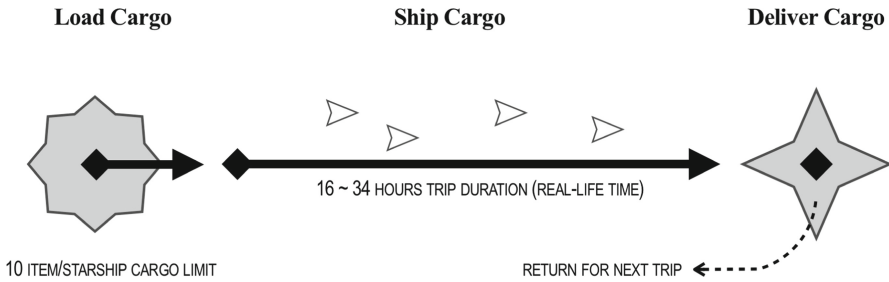 Load Cargo
Ship Cargo
Deliver Cargo
16 ~ 34 HOURS TRIP DURATION (REAL-LIFE TIME)
10 ITEM/STARSHIP CARGO LIMIT
RETURN FOR NEXT TRIP